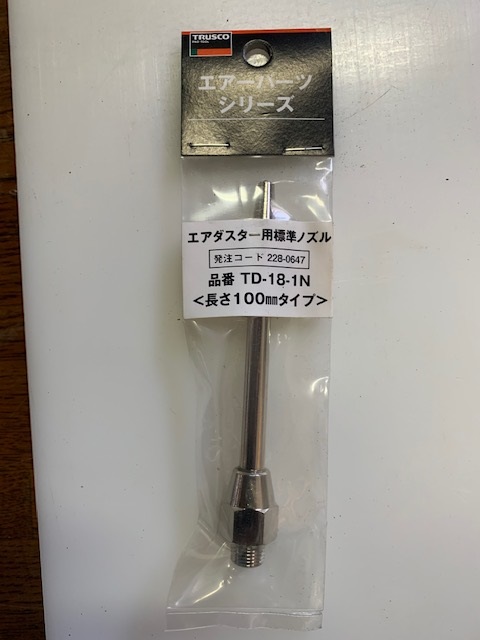 TRUSCO
エアーパーツ
シリーズ
エアダスター用標準ノズル
発注コード 228-0647
品番 TD-18-1N
<長さ100㎜タイプ>